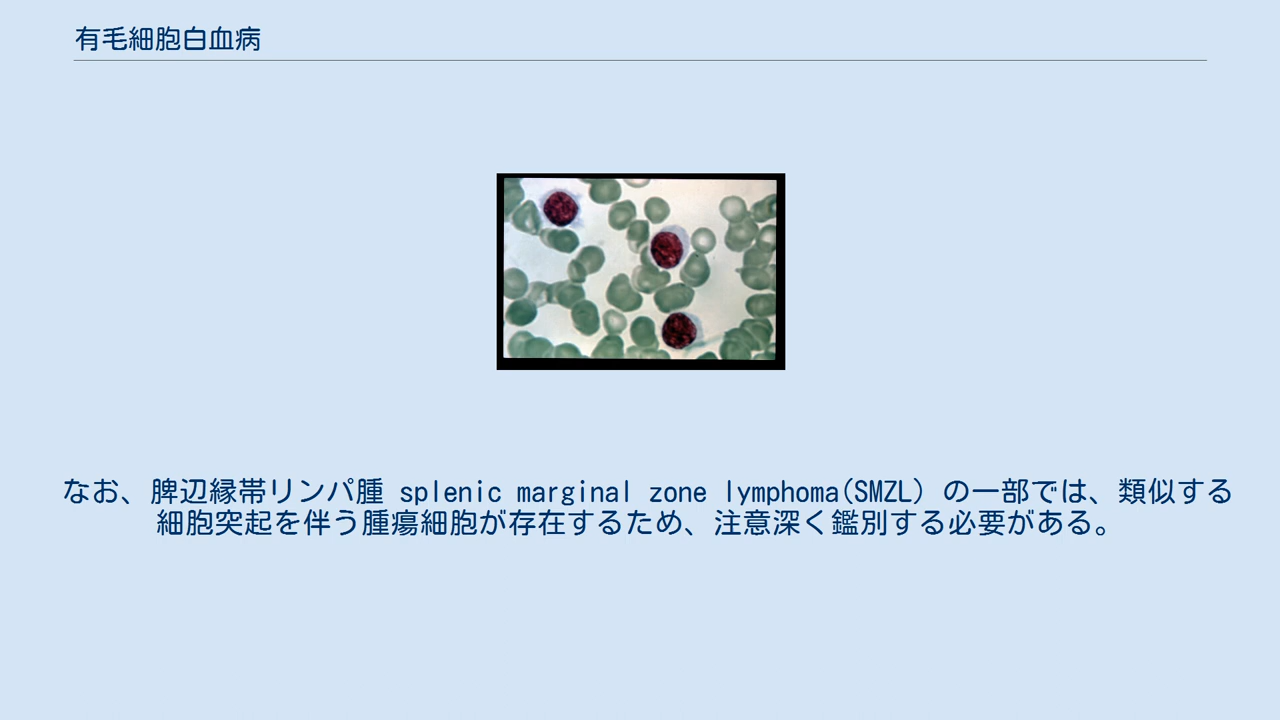 有毛細胞白血病
なお、脾辺縁帯リンパ腫 splenic marginal zone lymphoma(SMZL) の一部では、類似する
細胞突起を伴う腫瘍細胞が存在するため、注意深く鑑別する必要がある。